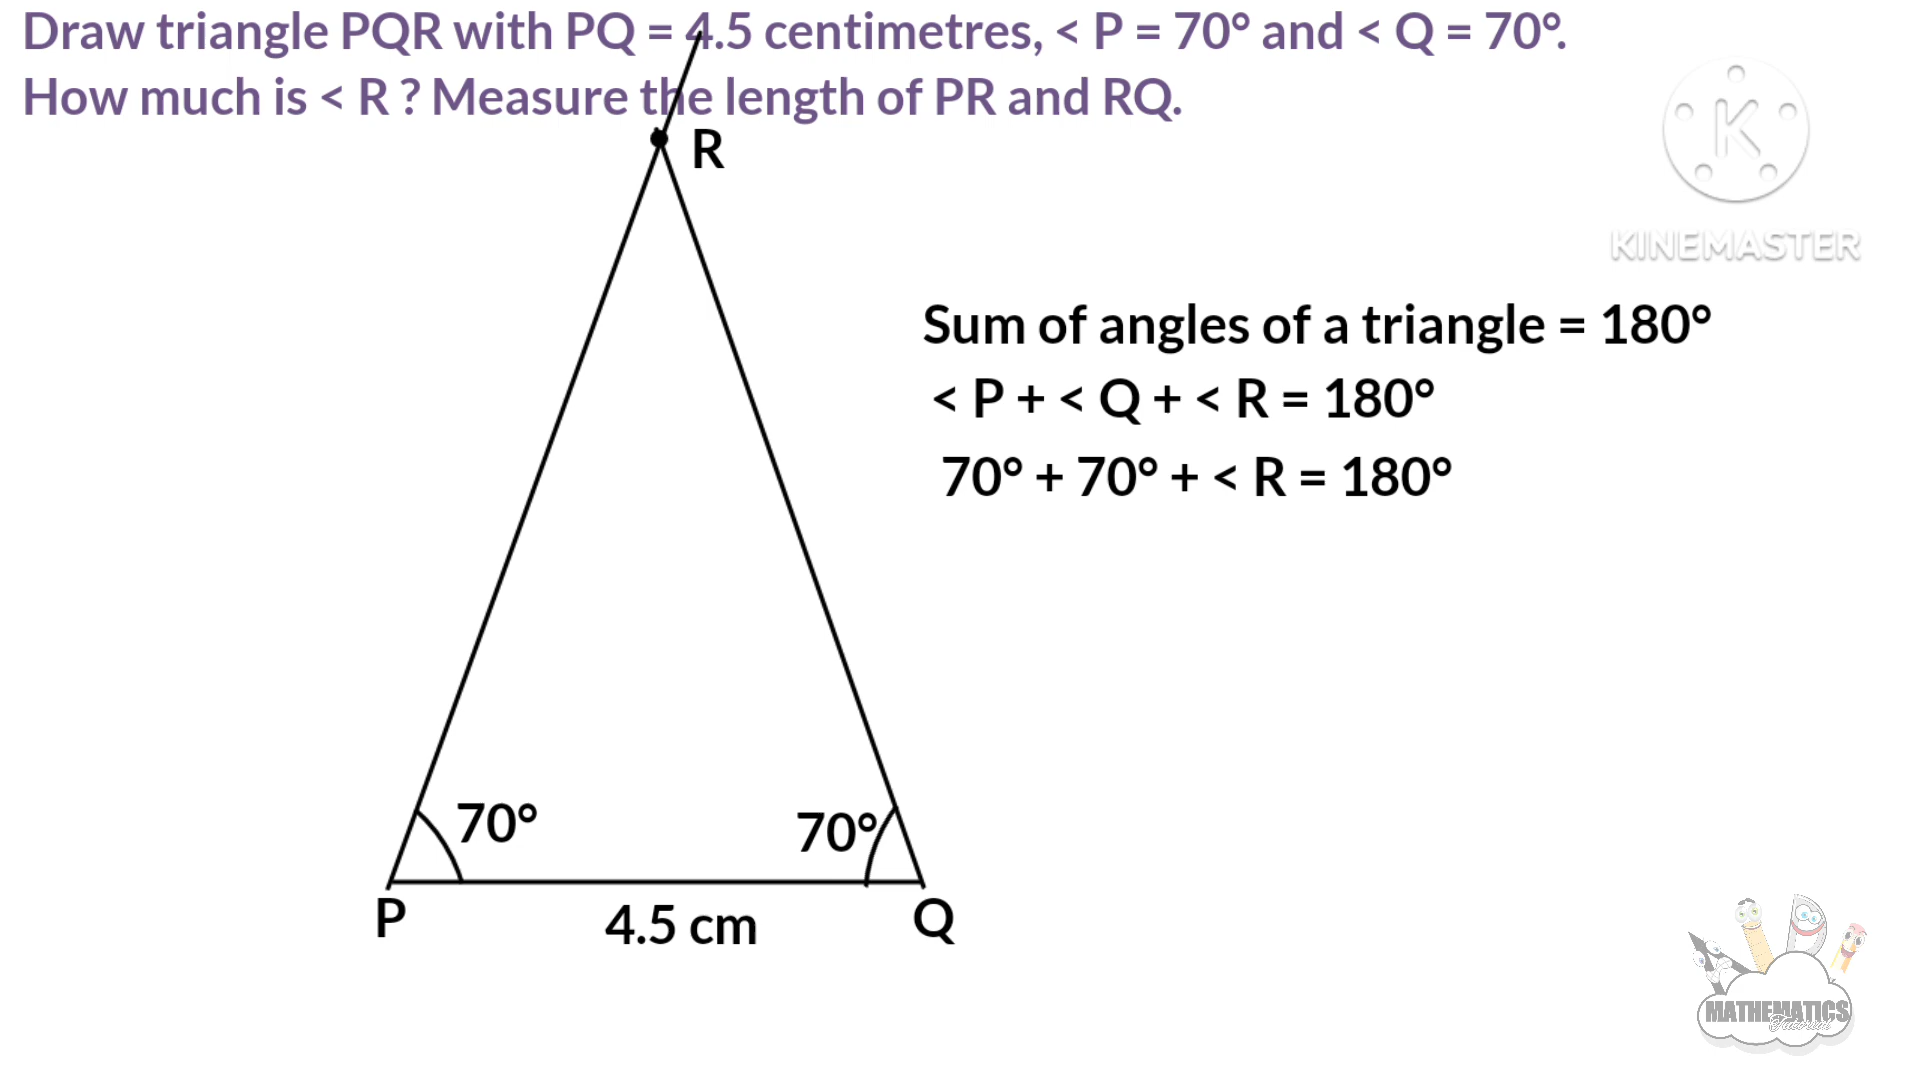 Draw triangle PQR with PQ = 4.5 centimetres, < P = 70° and < Q = 70°.
How much is < R ? Measure the length of PR and RQ.
R
K
KINEMASTER
Sum of angles of a triangle = 180°
< P + < Q + < R = 180°
70° + 70° + < R = 180°
70°
70°
P
4.5 cm
Q
MATHEMATICS
Tutorial